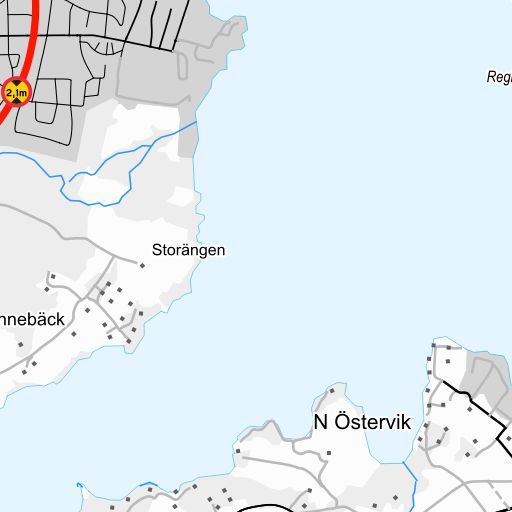 Reg
2,1m
Storängen
nnebäck
N Östervik